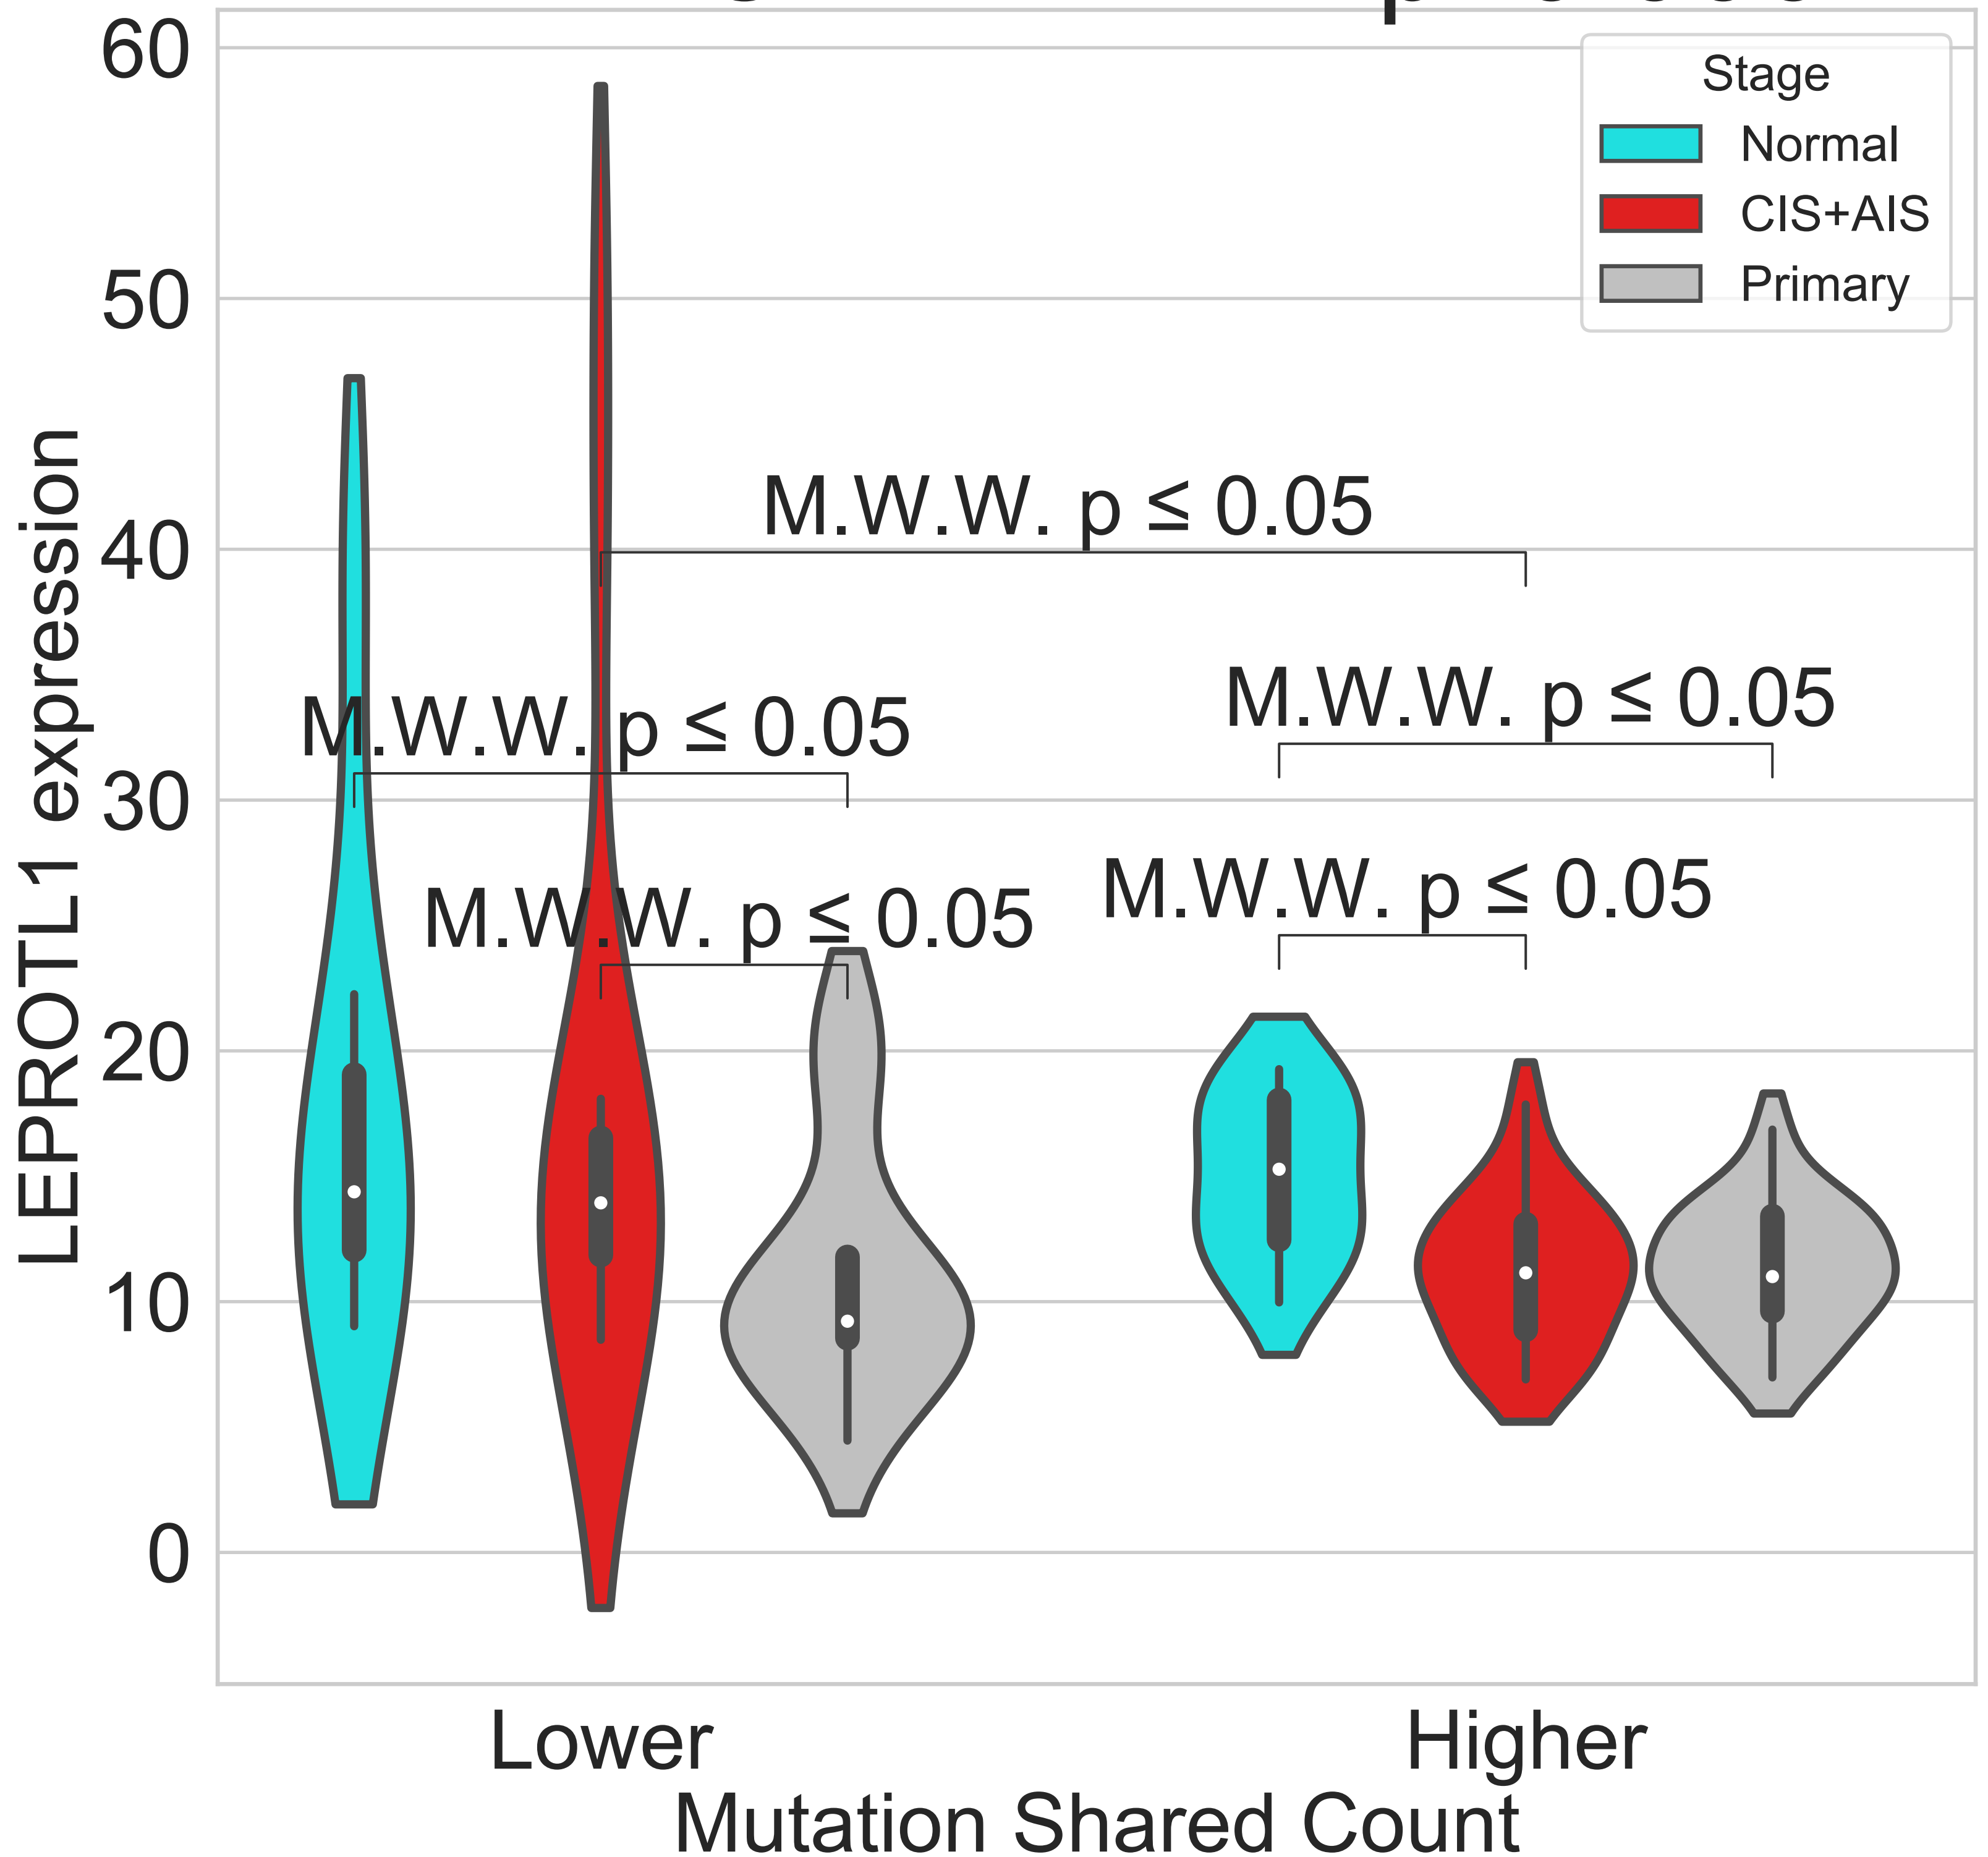 60
50
40
30
20
10
0
LEPROTL1 expression
Stage
Normal
CIS+AIS
Primary
M.W.W. p ≤ 0.05
M.W.W. p ≤ 0.05
M.W.W. p ≤ 0.05
M.W.W. p ≤ 0.05
M.W.W. p ≤ 0.05
Lower
Higher
Mutation Shared Count